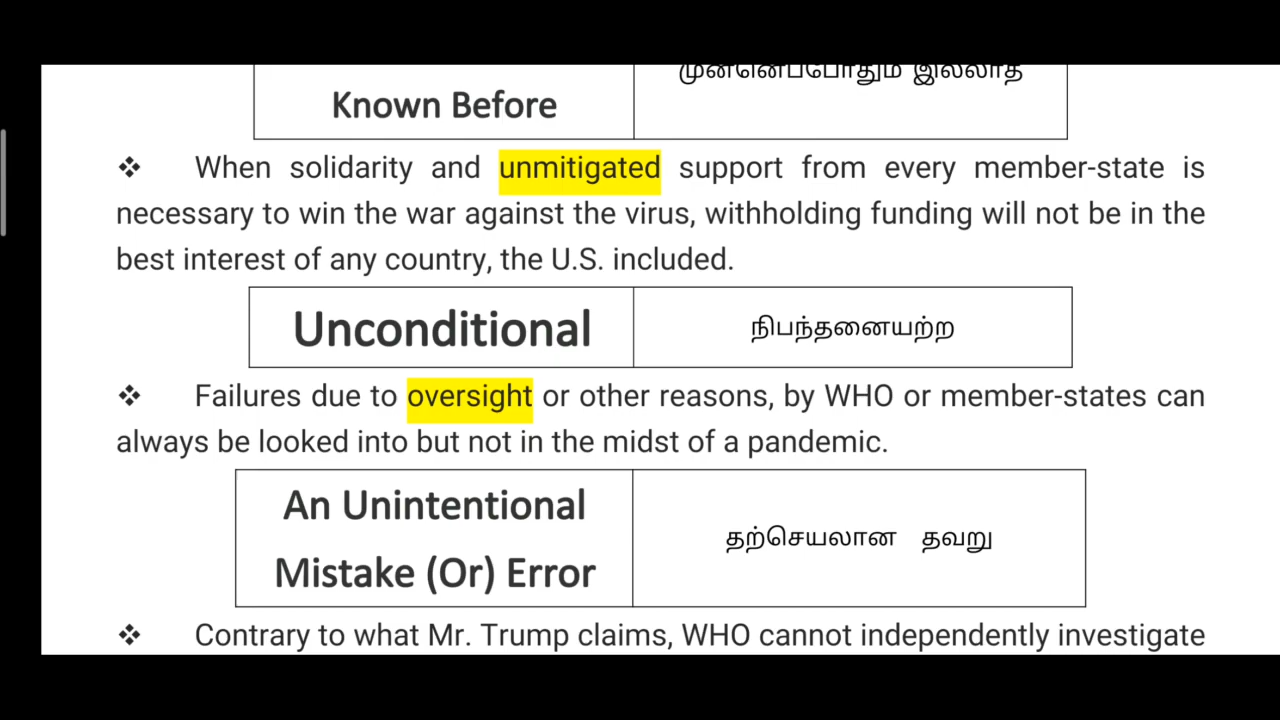 முன்னெப்போதும் இல்லாத
Known Before
❖ When solidarity and unmitigated support from every member-state is
necessary to win the war against the virus, withholding funding will not be in the
best interest of any country, the U.S. included.
Unconditional நிபந்தனையற்ற
❖ Failures due to oversight or other reasons, by WHO or member-states can
always be looked into but not in the midst of a pandemic.
An Unintentional
Mistake (Or) Error தற்செயலான தவறு
❖ Contrary to what Mr. Trump claims, WHO cannot independently investigate